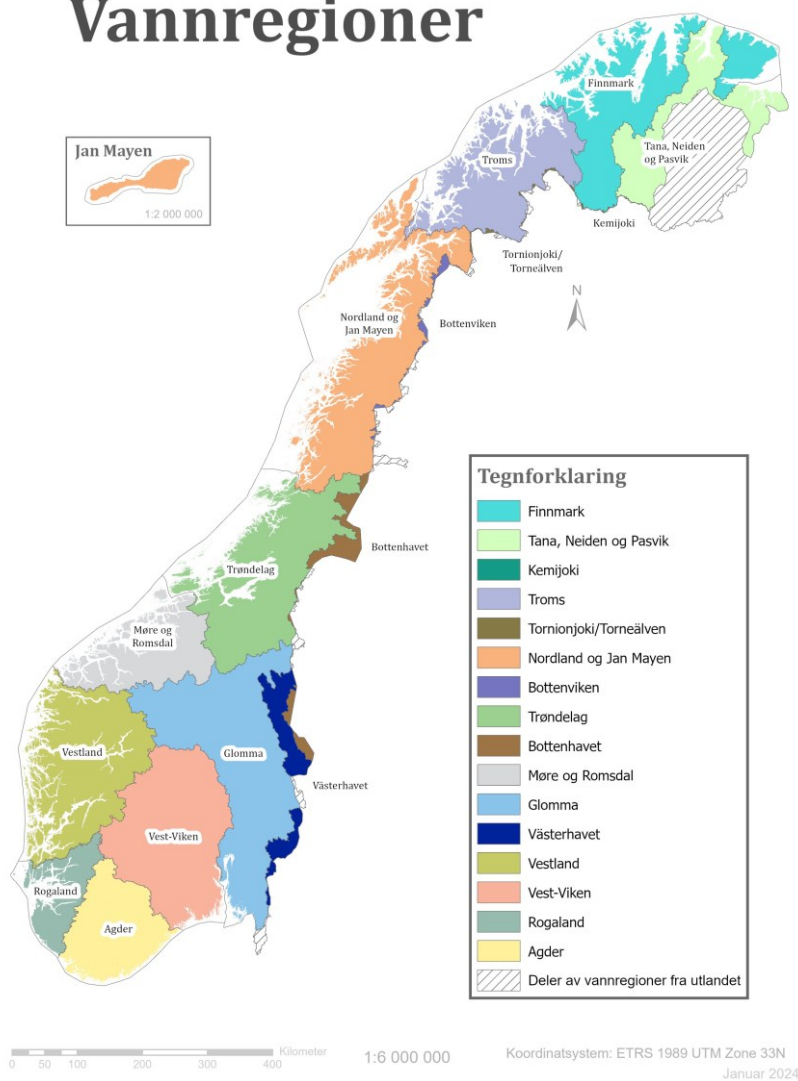 Vannregioner
Jan Mayen
1:2 000 000
Finnmark
Tana, Neiden
og Pasvik
Troms
Kemijoki
Tornionjoki/
Torneälven
N
Nordland og
Jan Mayen
Bottenviken
Bottenhavet
Trøndelag
Møre og
Romsdal
Vestland
Glomma
Västerhavet
Vest-Viken
Rogaland
Agder
Tegnforklaring
Finnmark
Tana, Neiden og Pasvik
Kemijoki
Troms
Tornionjoki/Torneälven
Nordland og Jan Mayen
Bottenviken
Trøndelag
Bottenhavet
Møre og Romsdal
Glomma
Västerhavet
Vestland
Vest-Viken
Rogaland
Agder
Deler av vannregioner fra utlandet
Kilometer
0 50 100 200 300 400
1:6 000 000
Koordinatsystem: ETRS 1989 UTM Zone 33N
Januar 2024